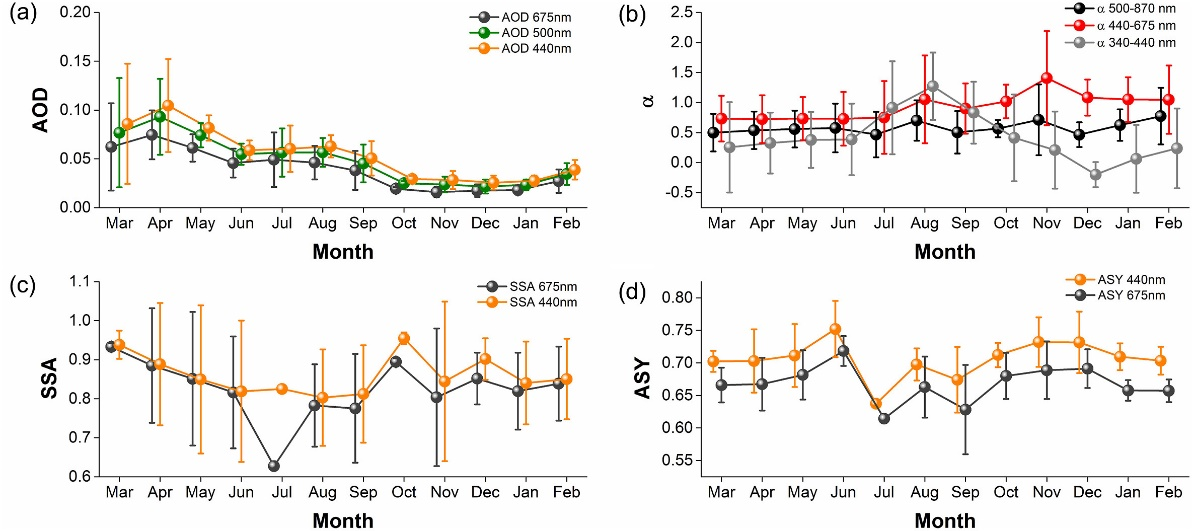 (a)
0.20
0.15
0.10
0.05
0.00
AOD
AOD 675nm
AOD 500nm
AOD 440nm
Mar Apr May Jun Jul Aug Sep Oct Nov Dec Jan Feb
Month
(b)
2.5
2.0
1.5
1.0
0.5
0.0
-0.5
α
α 500-870 nm
α 440-675 nm
α 340-440 nm
Mar Apr May Jun Jul Aug Sep Oct Nov Dec Jan Feb
Month
(c)
1.1
1.0
0.9
0.8
0.7
0.6
SSA
SSA 675nm
SSA 440nm
Mar Apr May Jun Jul Aug Sep Oct Nov Dec Jan Feb
Month
(d)
0.80
0.75
0.70
0.65
0.60
0.55
ASY
ASY 440nm
ASY 675nm
Mar Apr May Jun Jul Aug Sep Oct Nov Dec Jan Feb
Month